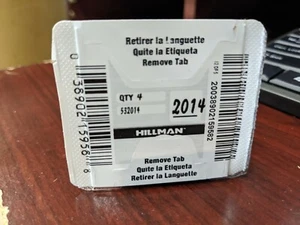 Retirer la Languette
Quite la Etiqueta
Remove Tab
QTY 4
532014
2014
HILLMAN
Remove Tab
Quite la Etiqueta
Retirer la Languette
20038902159582